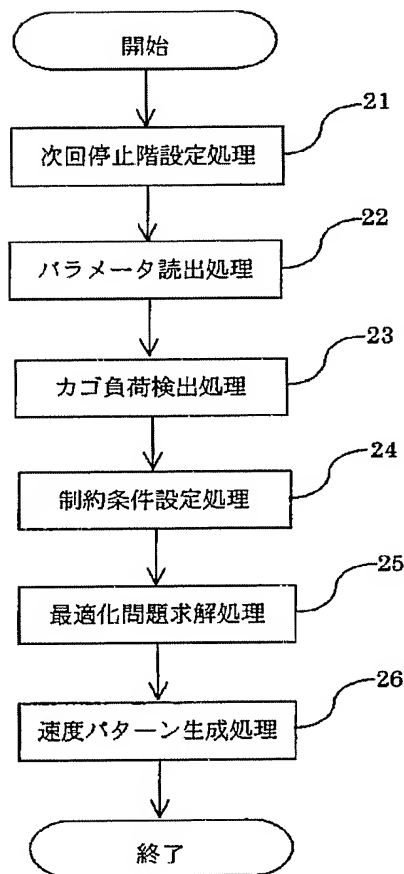 開始
21
次回停止階設定処理
22
パラメータ読出処理
23
カゴ負荷検出処理
24
制約条件設定処理
25
最適化問題求解処理
26
速度パターン生成処理
終了